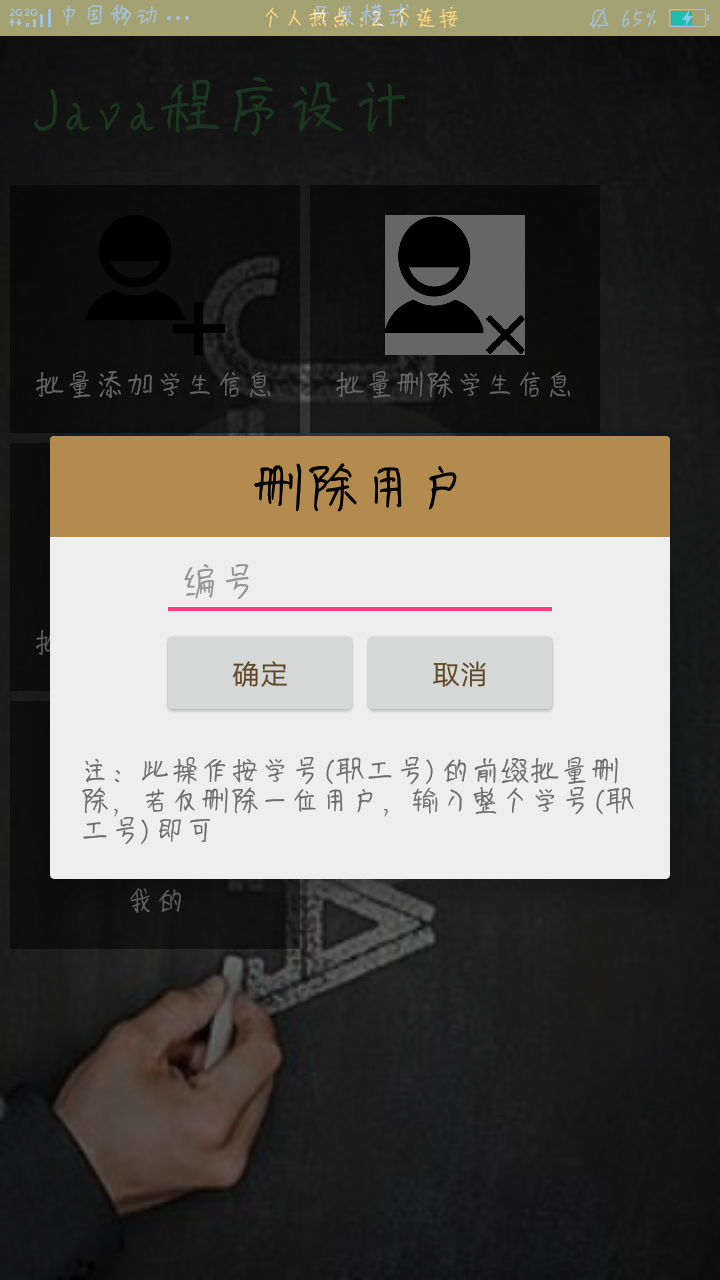 2G 2G 中国移动 ••• 个人热点:2 个连接 65%
Java程序设计
批量添加学生信息 批量删除学生信息
删除用户
编号
确定 取消
注：此操作按学号(职工号)的前缀批量删
除，若仅删除一位用户，输入整个学号(职
工号)即可
我的